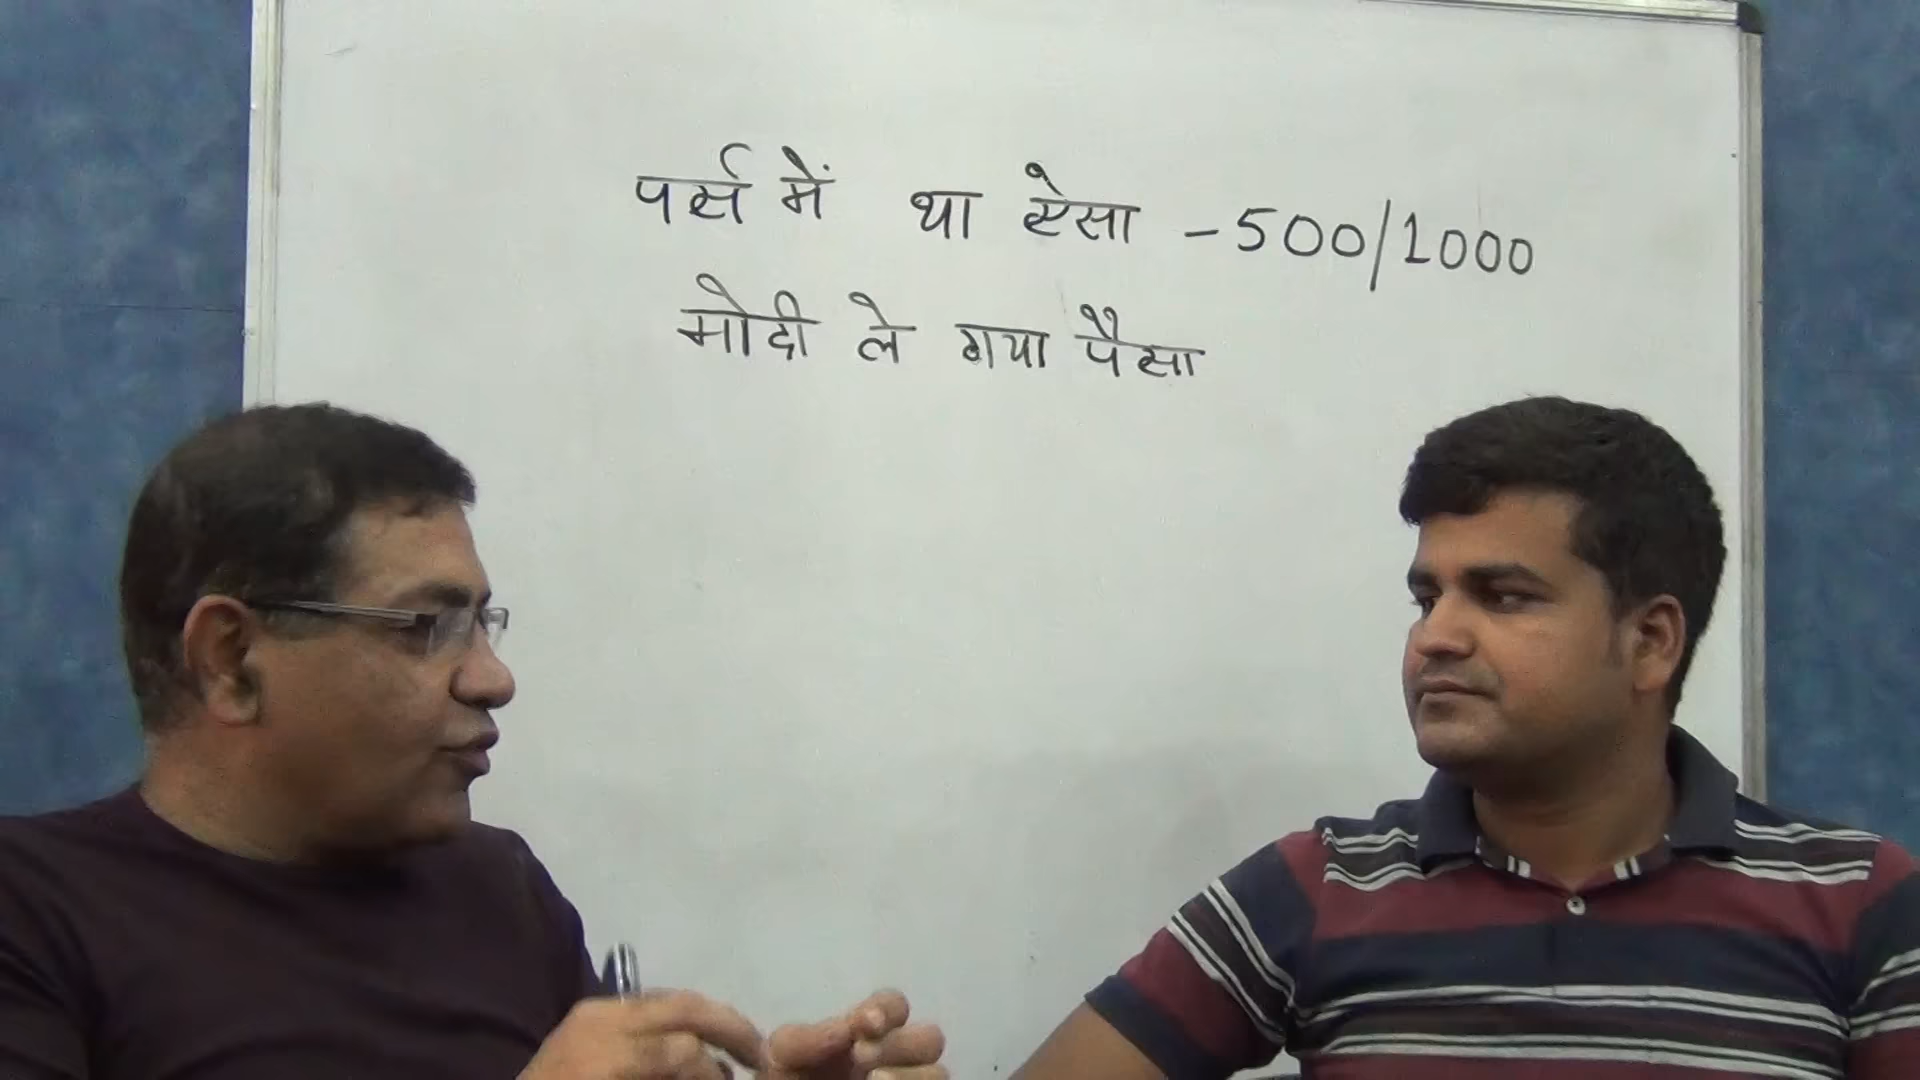 पर्स में था ऐसा - 500/1000
मोदी ले गया पैसा